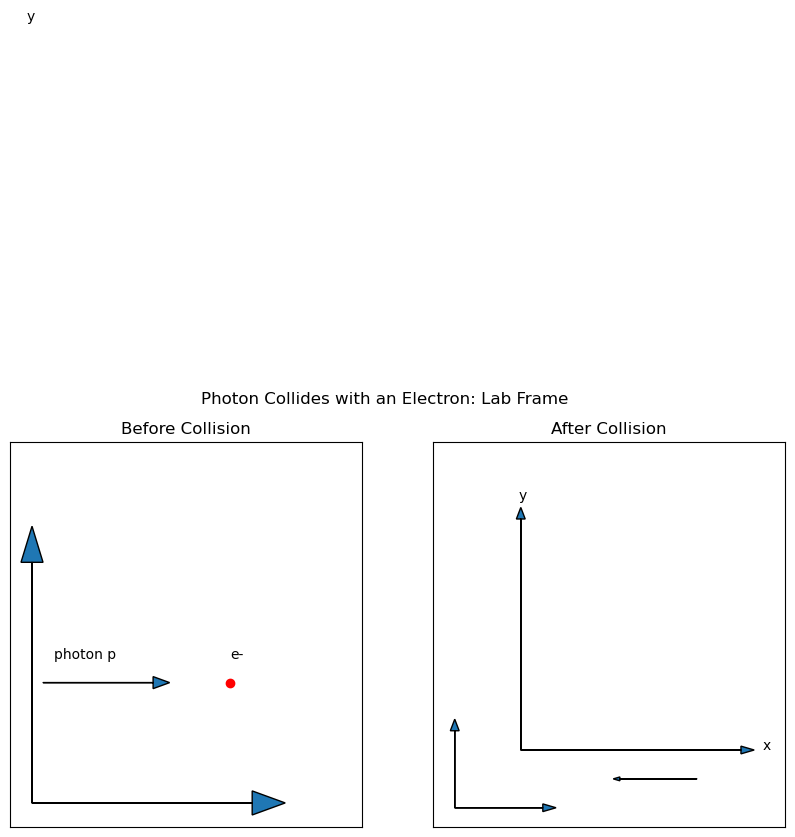 y
Photon Collides with an Electron: Lab Frame
Before Collision
After Collision
y
photon p
e-
x